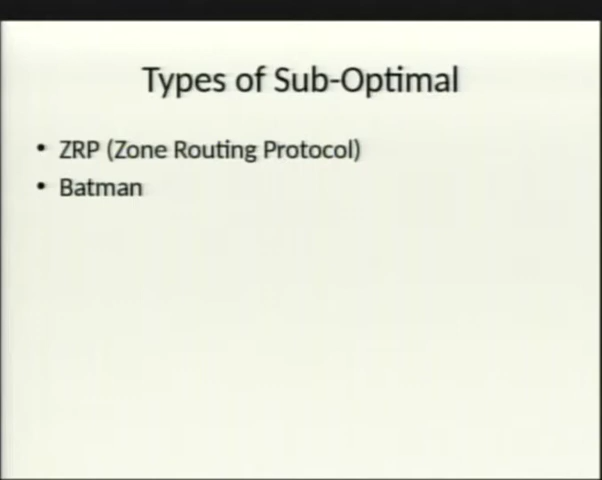 Types of Sub-Optimal
• ZRP (Zone Routing Protocol)
• Batman